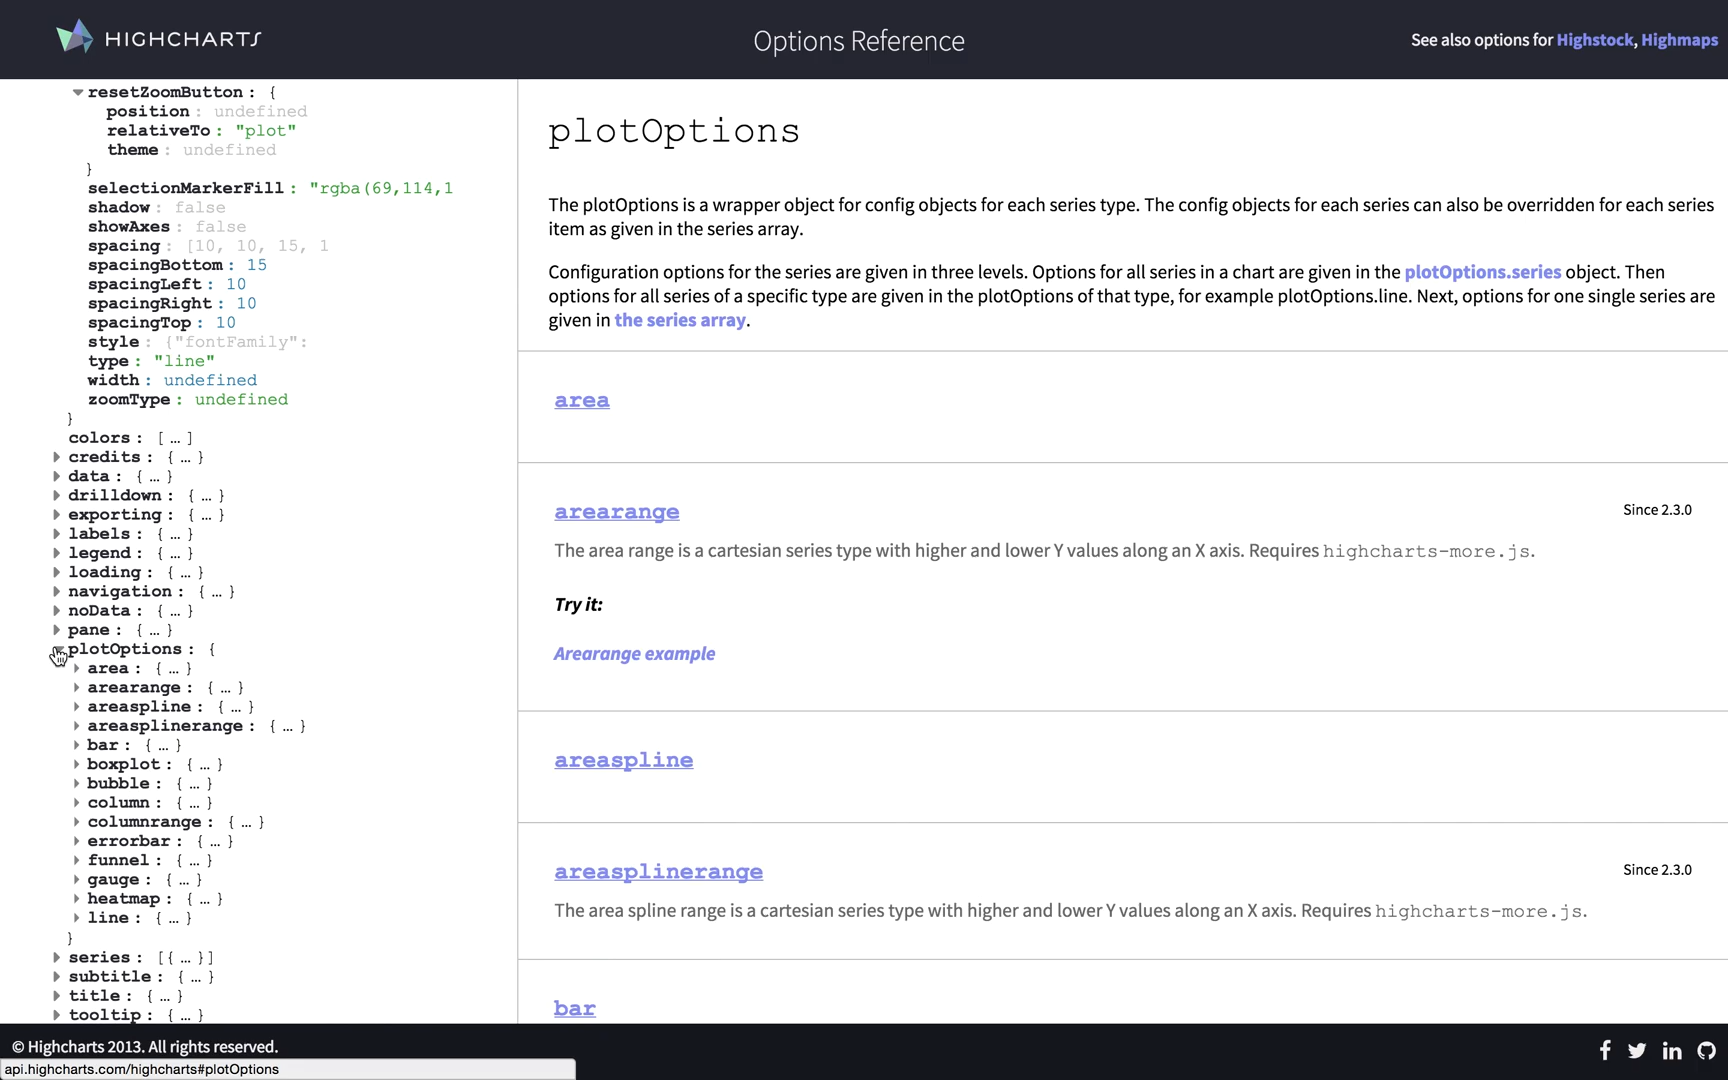 HIGHCHARTS
Options Reference
See also options for Highstock, Highmaps
resetZoomButton : {
position : undefined
relativeTo : "plot"
theme : undefined
}
selectionMarkerFill : "rgba(69,114,1
shadow : false
showAxes : false
spacing : [10, 10, 15, 1
spacingBottom : 15
spacingLeft : 10
spacingRight : 10
spacingTop : 10
style : {"fontFamily":
type : "line"
width : undefined
zoomType : undefined
}
colors : [ … ]
credits : { … }
data : { … }
drilldown : { … }
exporting : { … }
labels : { … }
legend : { … }
loading : { … }
navigation : { … }
noData : { … }
pane : { … }
plotOptions : {
area : { … }
arearange : { … }
areaspline : { … }
areasplinerange : { … }
bar : { … }
boxplot : { … }
bubble : { … }
column : { … }
columnrange : { … }
errorbar : { … }
funnel : { … }
gauge : { … }
heatmap : { … }
line : { … }
}
series : [{ … }]
subtitle : { … }
title : { … }
tooltip : { … }
plotOptions
The plotOptions is a wrapper object for config objects for each series type. The config objects for each series can also be overridden for each series
item as given in the series array.
Configuration options for the series are given in three levels. Options for all series in a chart are given in the plotOptions.series object. Then
options for all series of a specific type are given in the plotOptions of that type, for example plotOptions.line. Next, options for one single series are
given in the series array.
area
arearange
Since 2.3.0
The area range is a cartesian series type with higher and lower Y values along an X axis. Requires highcharts-more.js.
Try it:
Arearange example
areaspline
areasplinerange
Since 2.3.0
The area spline range is a cartesian series type with higher and lower Y values along an X axis. Requires highcharts-more.js.
bar
© Highcharts 2013. All rights reserved.
api.highcharts.com/highcharts#plotOptions